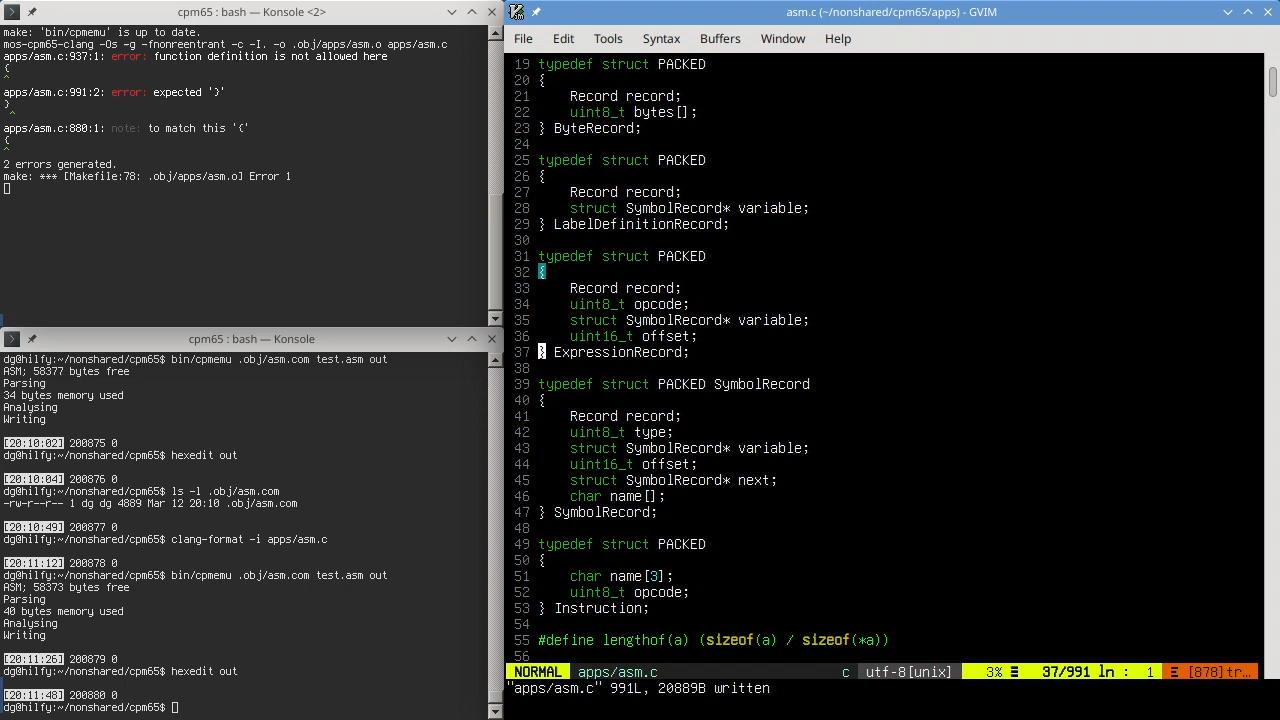 cpm65 : bash — Konsole <2>
make: 'bin/cpmemu' is up to date.
mos-cpm65-clang -Os -g -fnonreentrant -c -I. -o .obj/apps/asm.o apps/asm.c
apps/asm.c:937:1: error: function definition is not allowed here
{
^
apps/asm.c:991:2: error: expected '}'
}
^
apps/asm.c:880:1: note: to match this '{'
{
^
2 errors generated.
make: *** [Makefile:78: .obj/apps/asm.o] Error 1
cpm65 : bash — Konsole
dg@hilfy:~/nonshared/cpm65$ bin/cpmemu .obj/asm.com test.asm out
ASM; 58377 bytes free
Parsing
34 bytes memory used
Analysing
Writing
[20:10:02] 200875 0
dg@hilfy:~/nonshared/cpm65$ hexedit out
[20:10:04] 200876 0
dg@hilfy:~/nonshared/cpm65$ ls -l .obj/asm.com
-rw-r--r-- 1 dg dg 4889 Mar 12 20:10 .obj/asm.com
[20:10:49] 200877 0
dg@hilfy:~/nonshared/cpm65$ clang-format -i apps/asm.c
[20:11:12] 200878 0
dg@hilfy:~/nonshared/cpm65$ bin/cpmemu .obj/asm.com test.asm out
ASM; 58373 bytes free
Parsing
40 bytes memory used
Analysing
Writing
[20:11:26] 200879 0
dg@hilfy:~/nonshared/cpm65$ hexedit out
[20:11:48] 200880 0
dg@hilfy:~/nonshared/cpm65$
asm.c (~/nonshared/cpm65/apps) - GVIM
File Edit Tools Syntax Buffers Window Help
19 typedef struct PACKED
20 {
21     Record record;
22     uint8_t bytes[];
23 } ByteRecord;
24
25 typedef struct PACKED
26 {
27     Record record;
28     struct SymbolRecord* variable;
29 } LabelDefinitionRecord;
30
31 typedef struct PACKED
32 {
33     Record record;
34     uint8_t opcode;
35     struct SymbolRecord* variable;
36     uint16_t offset;
37 } ExpressionRecord;
38
39 typedef struct PACKED SymbolRecord
40 {
41     Record record;
42     uint8_t type;
43     struct SymbolRecord* variable;
44     uint16_t offset;
45     struct SymbolRecord* next;
46     char name[];
47 } SymbolRecord;
48
49 typedef struct PACKED
50 {
51     char name[3];
52     uint8_t opcode;
53 } Instruction;
54
55 #define lengthof(a) (sizeof(a) / sizeof(*a))
56
NORMAL apps/asm.c c utf-8[unix] 3% ☰ 37/991 ln : 1 Ξ [878]tr…
"apps/asm.c" 991L, 20889B written